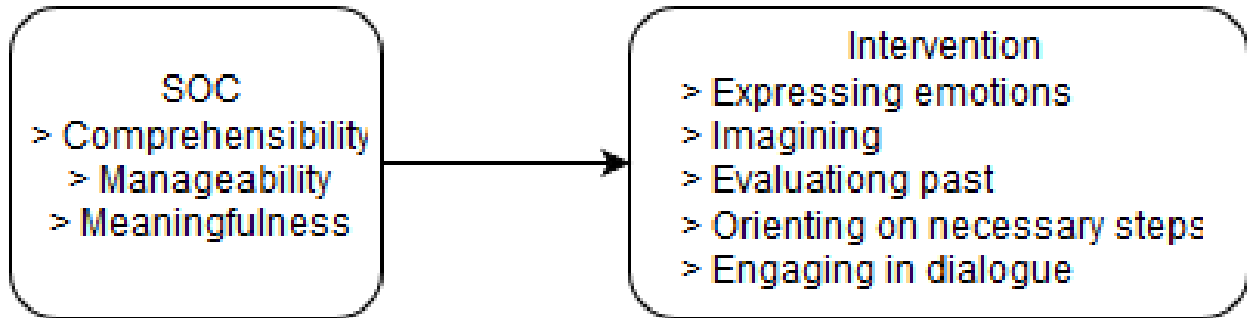 SOC
> Comprehensibility
> Manageability
> Meaningfulness
Intervention
> Expressing emotions
> Imagining
> Evaluationg past
> Orienting on necessary steps
> Engaging in dialogue